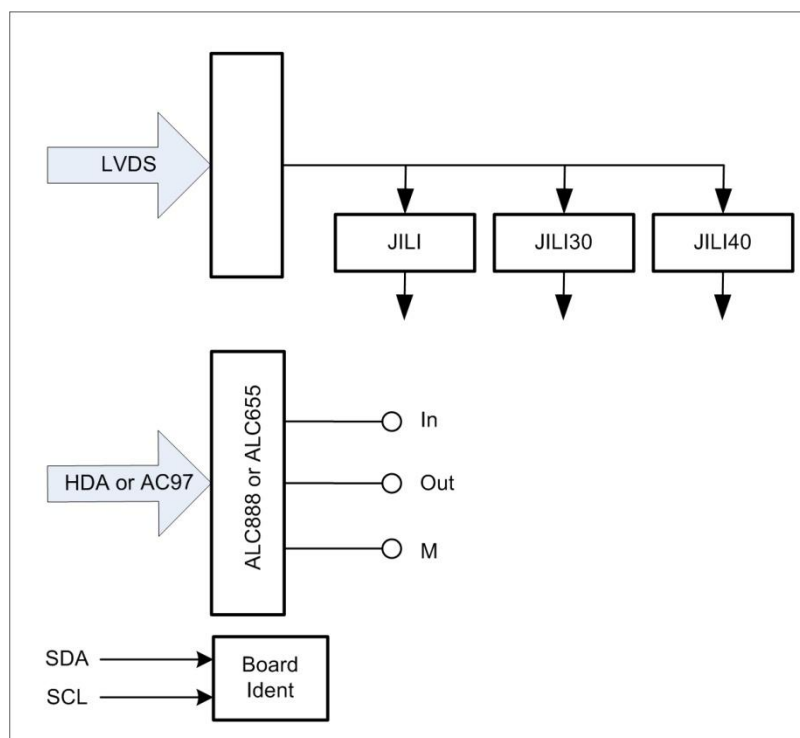 LVDS
JILI
JILI30
JILI40
HDA or AC97
ALC888 or ALC655
In
Out
M
SDA
SCL
Board
Ident